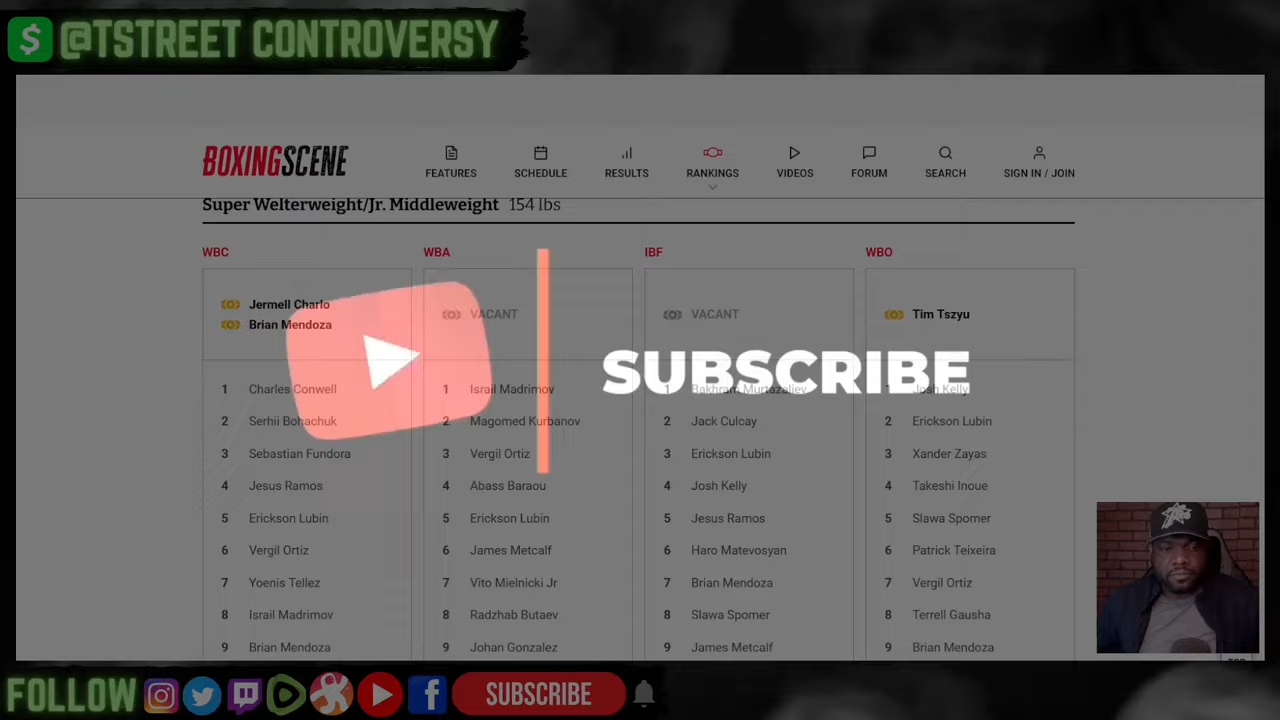 $ @TSTREET CONTROVERSY
BOXINGSCENE
FEATURES
SCHEDULE
RESULTS
RANKINGS
VIDEOS
FORUM
SEARCH
SIGN IN / JOIN
Super Welterweight/Jr. Middleweight 154 lbs
WBC
Jermell Charlo
Brian Mendoza
1 Charles Conwell
2 Serhii Bohachuk
3 Sebastian Fundora
4 Jesus Ramos
5 Erickson Lubin
6 Vergil Ortiz
7 Yoenis Tellez
8 Israil Madrimov
9 Brian Mendoza
WBA
VACANT
1 Israil Madrimov
2 Magomed Kurbanov
3 Vergil Ortiz
4 Abass Baraou
5 Erickson Lubin
6 James Metcalf
7 Vito Mielnicki Jr
8 Radzhab Butaev
9 Johan Gonzalez
IBF
VACANT
1 Bakhram Murtazaliev
2 Jack Culcay
3 Erickson Lubin
4 Josh Kelly
5 Jesus Ramos
6 Haro Matevosyan
7 Brian Mendoza
8 Slawa Spomer
9 James Metcalf
WBO
Tim Tszyu
1 Josh Kelly
2 Erickson Lubin
3 Xander Zayas
4 Takeshi Inoue
5 Slawa Spomer
6 Patrick Teixeira
7 Vergil Ortiz
8 Terrell Gausha
9 Brian Mendoza
SUBSCRIBE
FOLLOW
SUBSCRIBE